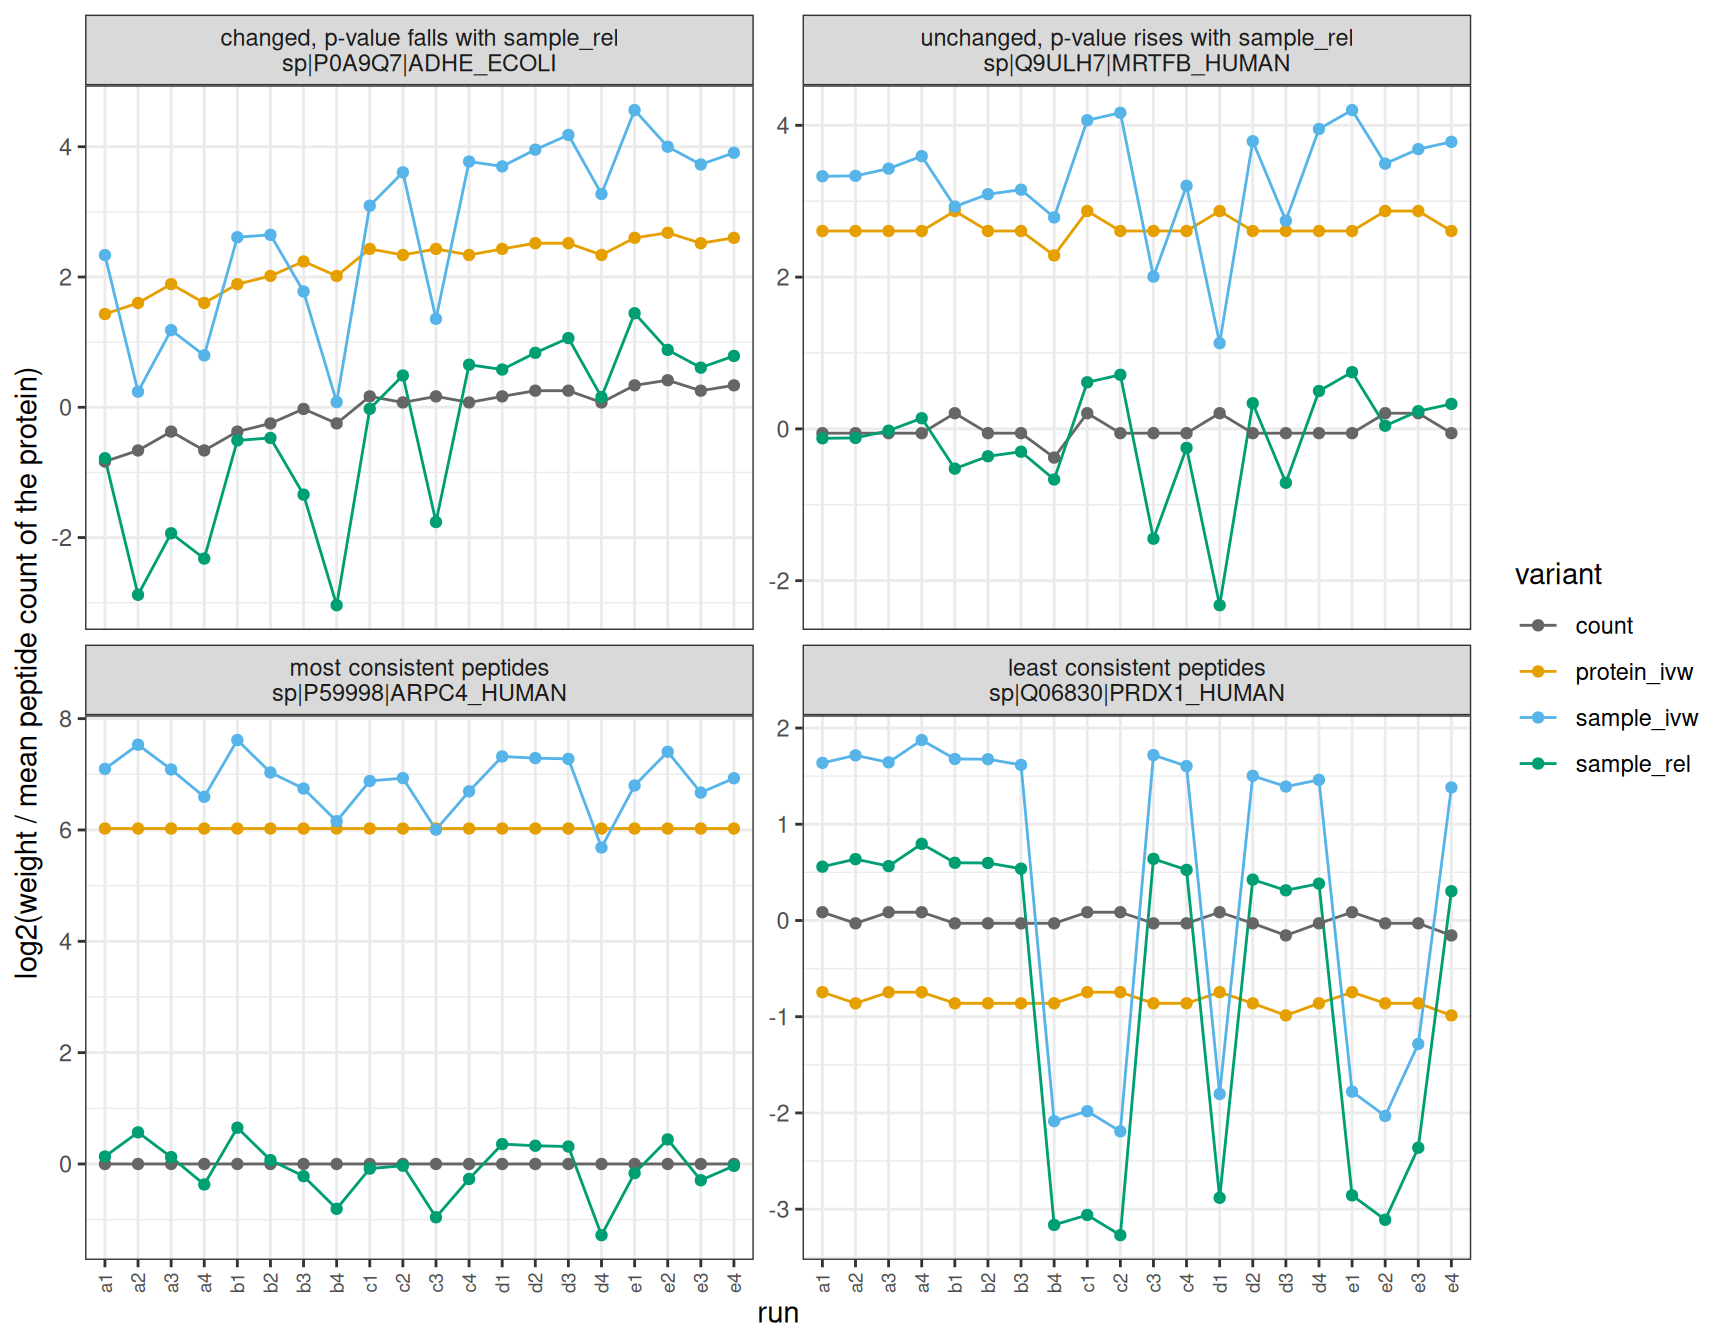 changed, p-value falls with sample_rel
sp|P0A9Q7|ADHE_ECOLI
unchanged, p-value rises with sample_rel
sp|Q9ULH7|MRTFB_HUMAN
4
2
0
-2
4
2
0
-2
most consistent peptides
sp|P59998|ARPC4_HUMAN
least consistent peptides
sp|Q06830|PRDX1_HUMAN
8
6
4
2
0
2
1
0
-1
-2
-3
a1 a2 a3 a4 b1 b2 b3 b4 c1 c2 c3 c4 d1 d2 d3 d4 e1 e2 e3 e4
a1 a2 a3 a4 b1 b2 b3 b4 c1 c2 c3 c4 d1 d2 d3 d4 e1 e2 e3 e4
run
log2(weight / mean peptide count of the protein)
variant
count
protein_ivw
sample_ivw
sample_rel